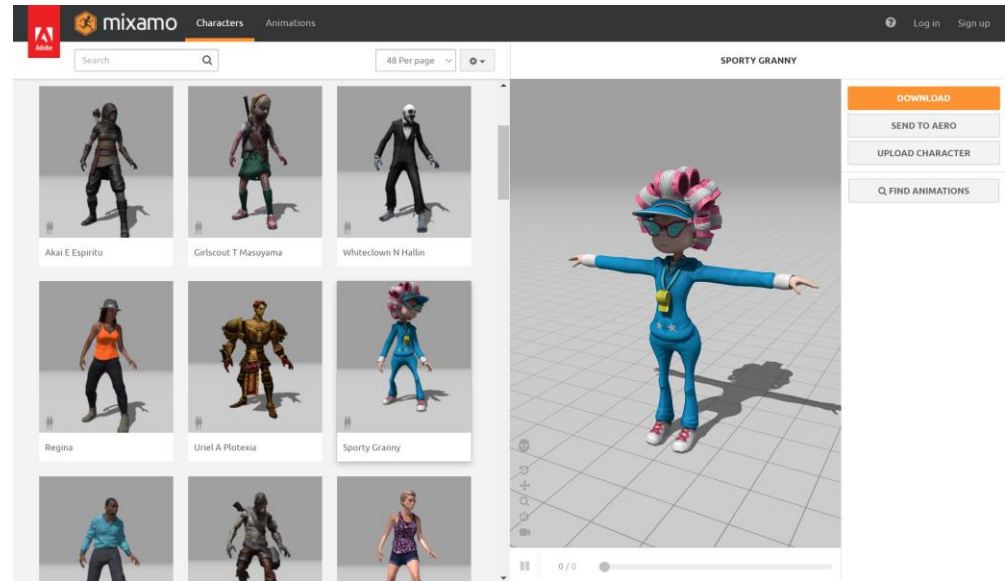 Adobe
mixamo
Characters
Animations
Log in
Sign up
Search
48 Per page
SPORTY GRANNY
Akai E Espiritu
Girlscout T Masuyama
Whiteclown N Hallin
Regina
Uriel A Plotexia
Sporty Granny
DOWNLOAD
SEND TO AERO
UPLOAD CHARACTER
FIND ANIMATIONS
0 / 0